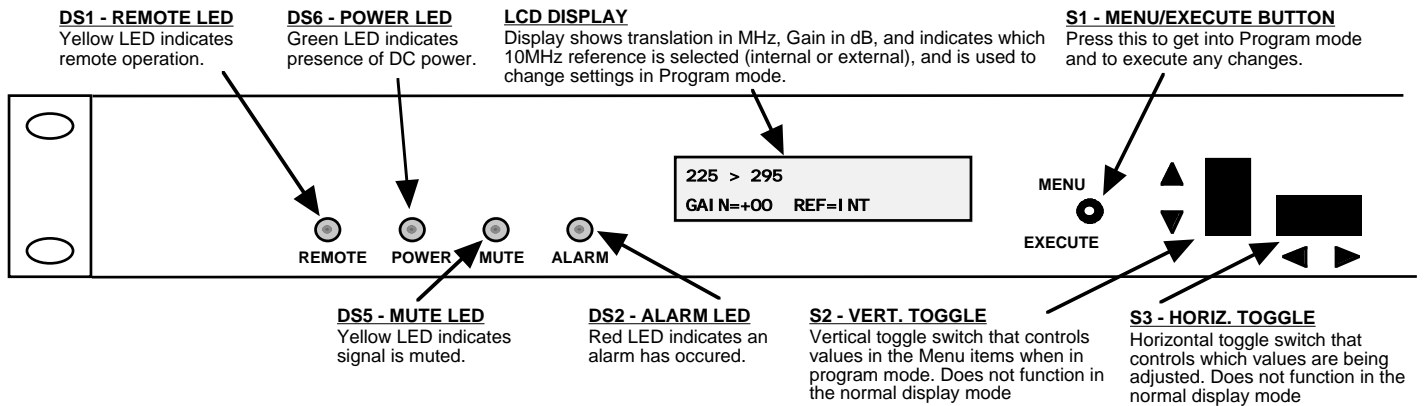 DS1 - REMOTE LED
Yellow LED indicates
remote operation.
DS6 - POWER LED
Green LED indicates
presence of DC power.
LCD DISPLAY
Display shows translation in MHz, Gain in dB, and indicates which
10MHz reference is selected (internal or external), and is used to
change settings in Program mode.
S1 - MENU/EXECUTE BUTTON
Press this to get into Program mode
and to execute any changes.
225 > 295
GAIN=+00 REF=INT
MENU
EXECUTE
REMOTE
POWER
MUTE
ALARM
DS5 - MUTE LED
Yellow LED indicates
signal is muted.
DS2 - ALARM LED
Red LED indicates an
alarm has occured.
S2 - VERT. TOGGLE
Vertical toggle switch that controls
values in the Menu items when in
program mode. Does not function in
the normal display mode
S3 - HORIZ. TOGGLE
Horizontal toggle switch that
controls which values are being
adjusted. Does not function in the
normal display mode